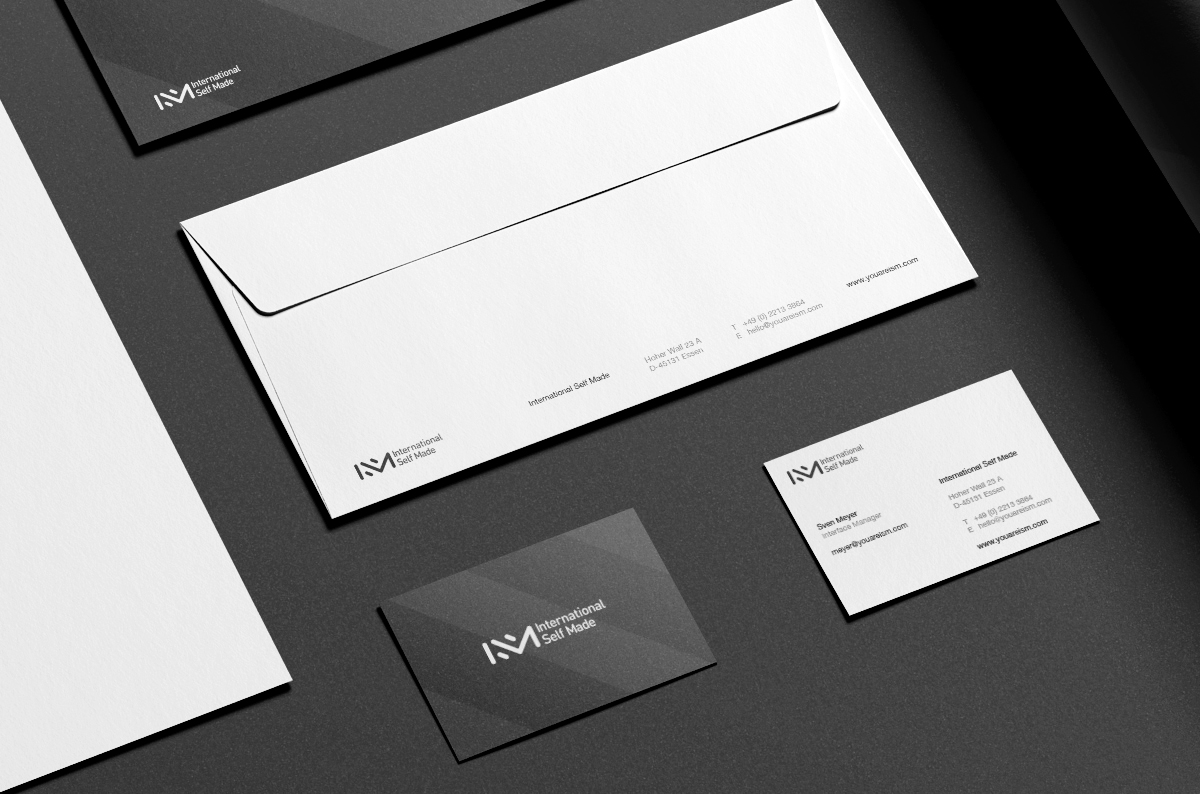 International
Self Made
www.youareism.com
T +49 (0) 2213 3864
E hello@youareism.com
Hoher Wall 23 A
D-45131 Essen
International Self Made
International
Self Made
International
Self Made
International Self Made
Hoher Wall 23 A
D-45131 Essen
T +49 (0) 2213 3864
E hello@youareism.com
www.youareism.com
Sven Meyer
Interface Manager
meyer@youareism.com
International
Self Made